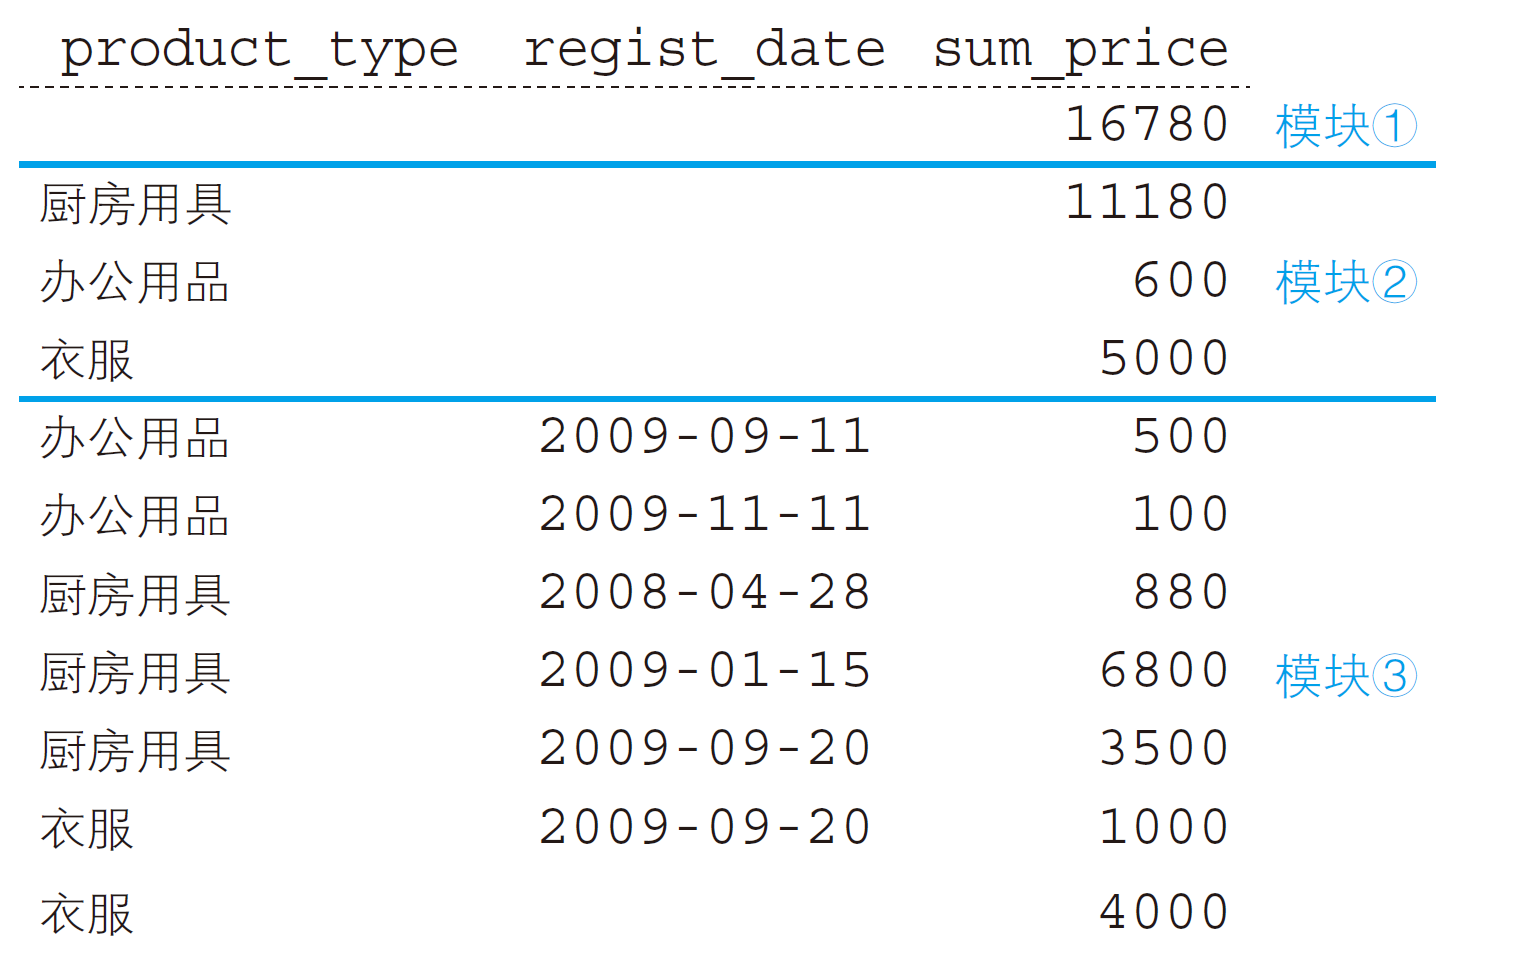 product_type regist_date sum_price
16780 模块①
厨房用具 11180
办公用品 600 模块②
衣服 5000
办公用品 2009-09-11 500
办公用品 2009-11-11 100
厨房用具 2008-04-28 880
厨房用具 2009-01-15 6800 模块③
厨房用具 2009-09-20 3500
衣服 2009-09-20 1000
衣服 4000